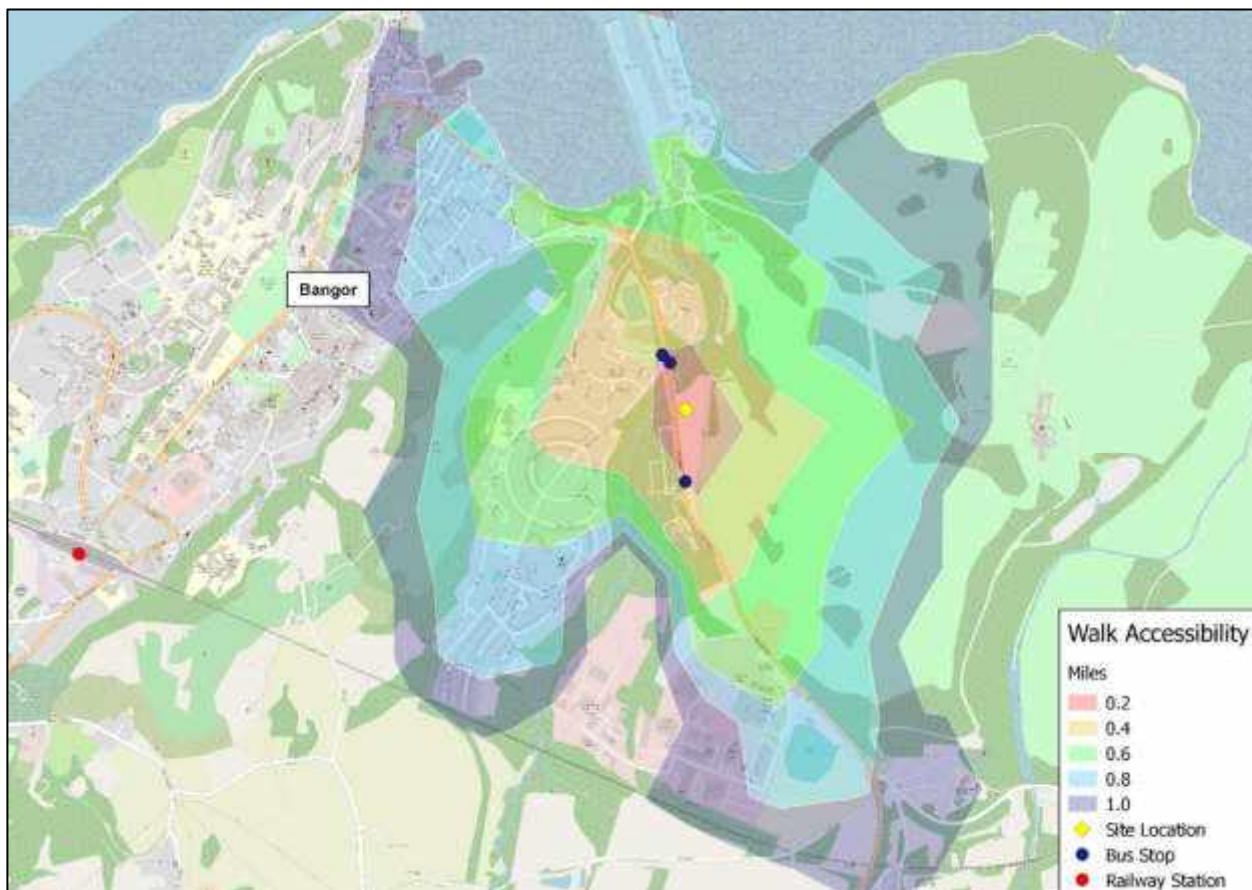 Bangor
Walk Accessibility
Miles
0.2
0.4
0.6
0.8
1.0
Site Location
Bus Stop
Railway Station